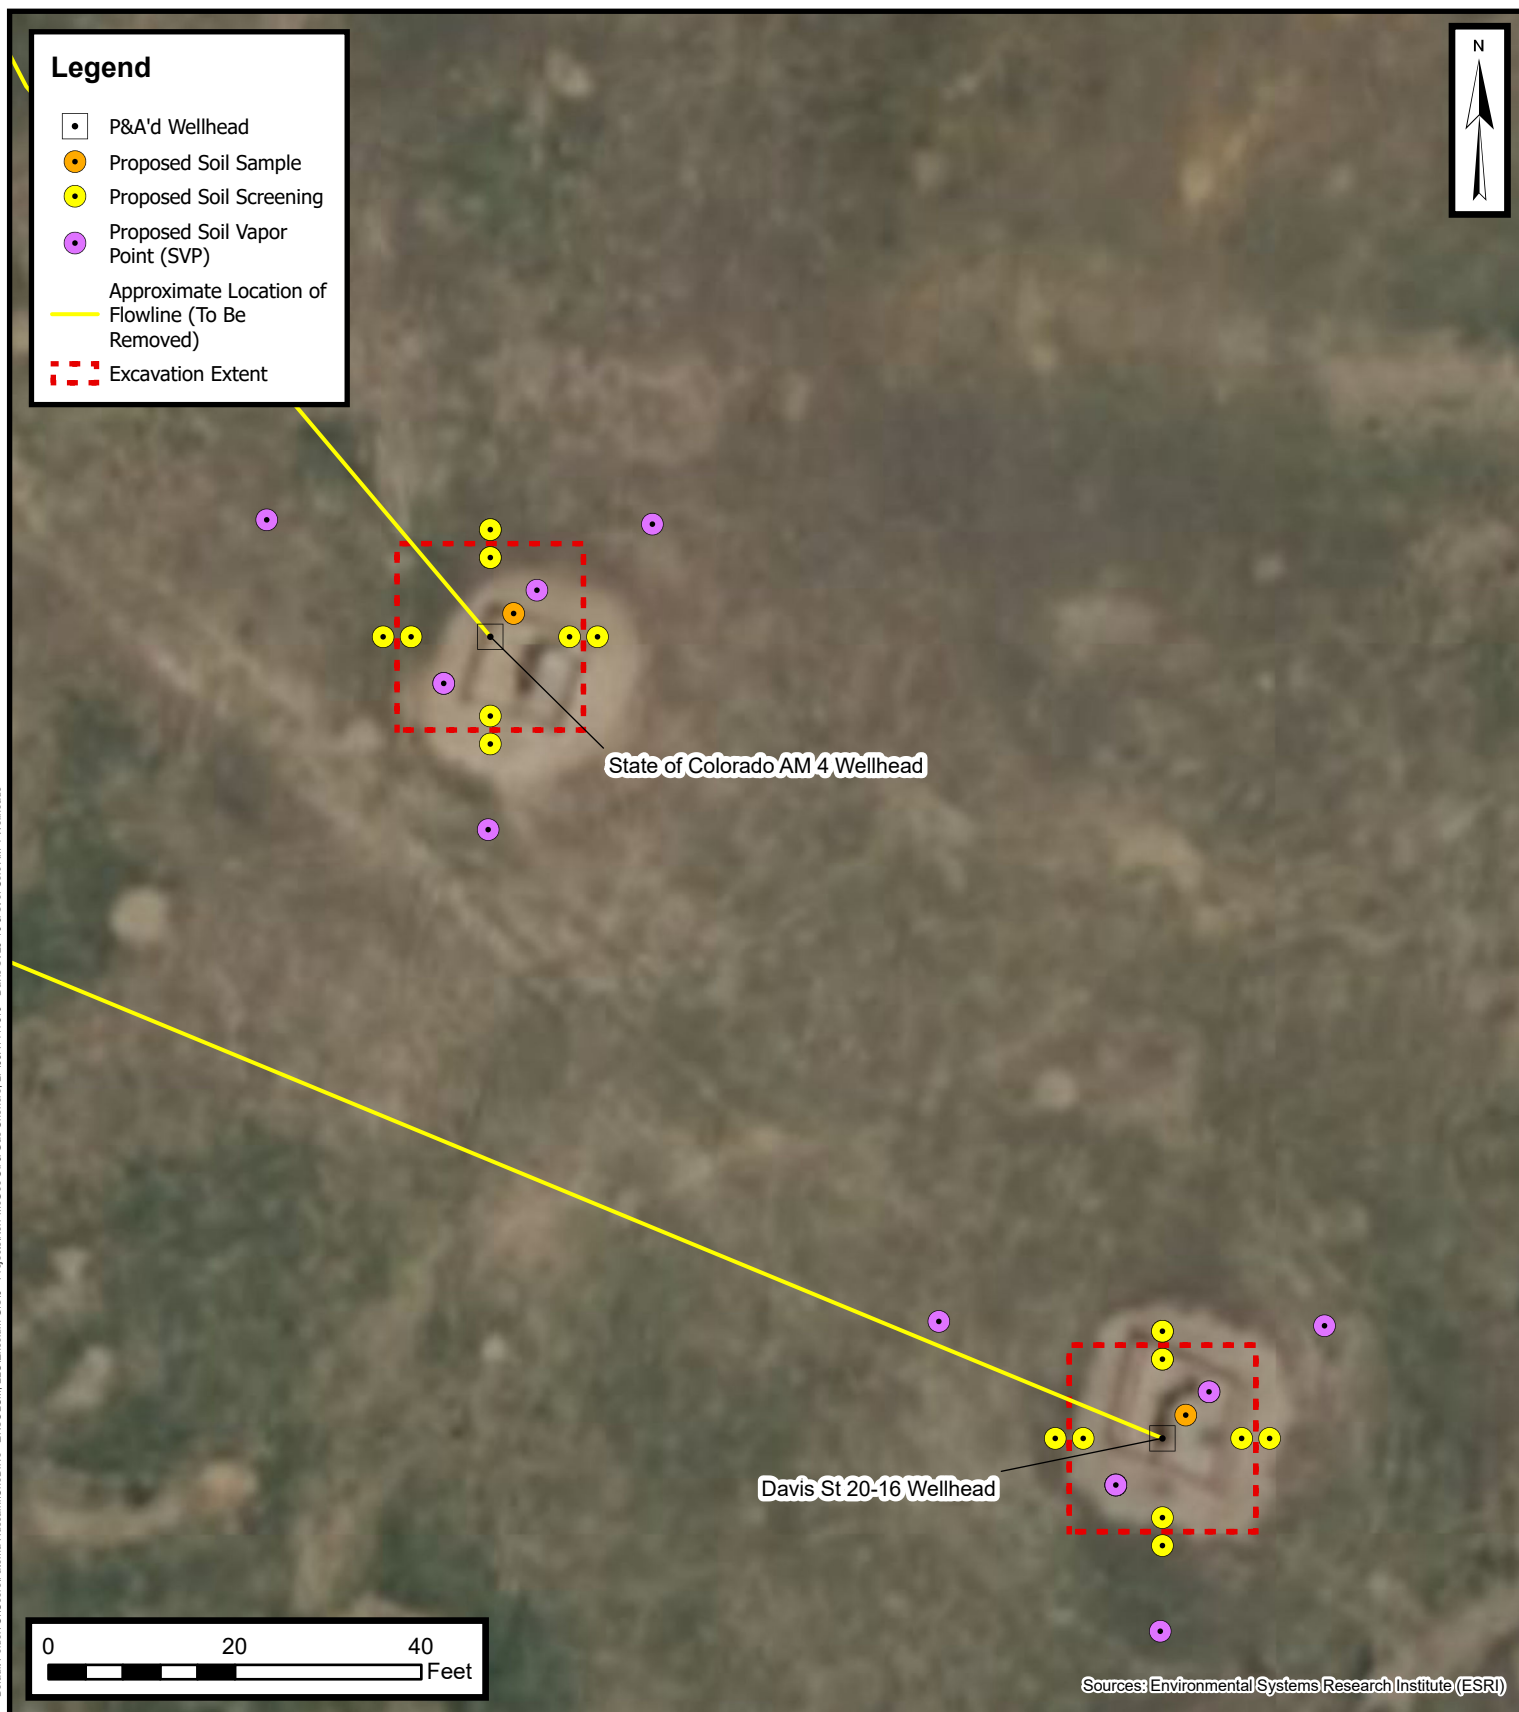 Legend
P&A'd Wellhead
Proposed Soil Sample
Proposed Soil Screening
Proposed Soil Vapor
Point (SVP)
Approximate Location of
Flowline (To Be
Removed)
Excavation Extent
N
State of Colorado AM 4 Wellhead
Davis St 20-16 Wellhead
0 20 40
Feet
Sources: Environmental Systems Research Institute (ESRI)